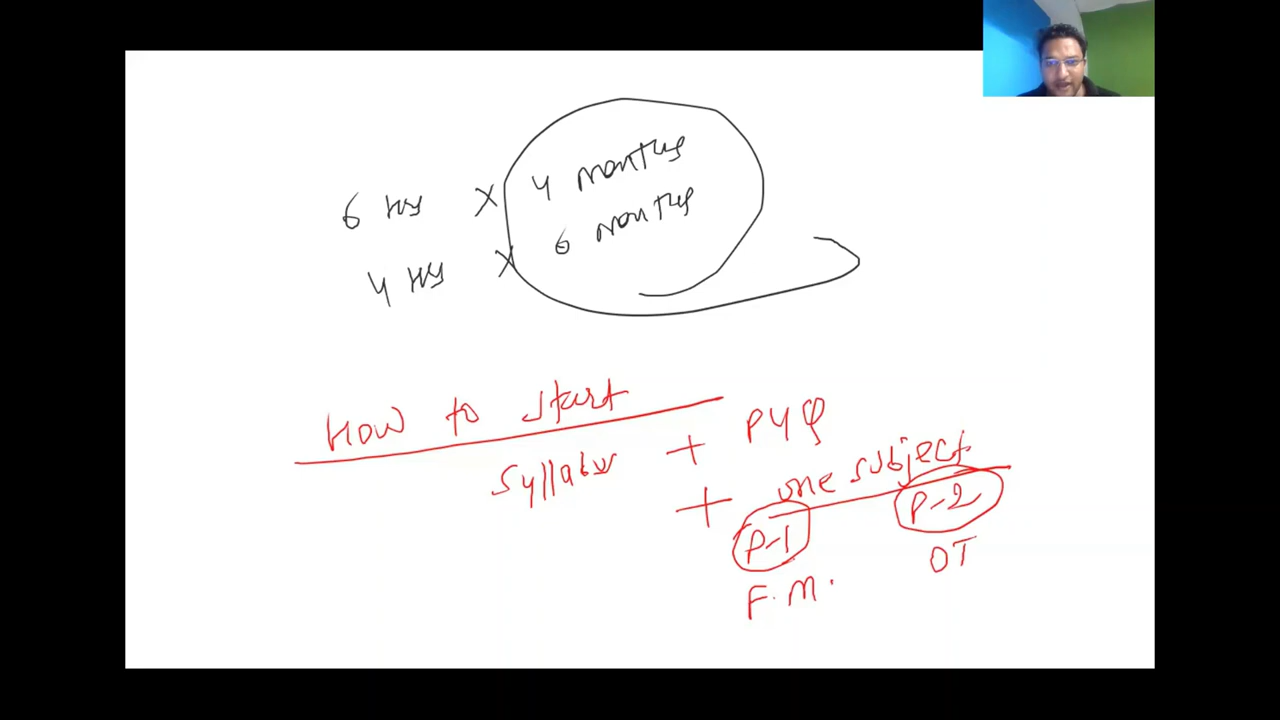 6 Hrs X 4 months
4 Hrs X 6 months
How to start
Syllabus + PYQ
+ one subject
P-1 P-2
F.M. OT